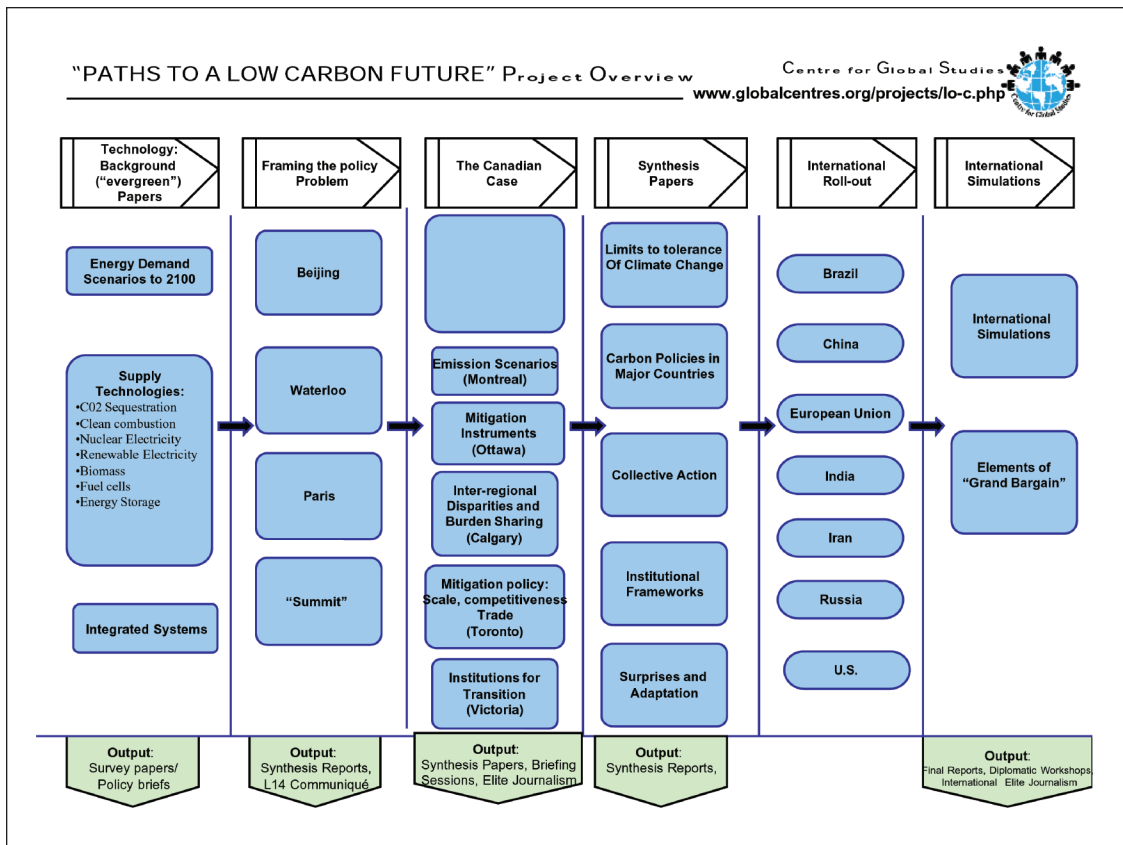 “PATHS TO A LOW CARBON FUTURE” Project Overview
Centre for Global Studies
www.globalcentres.org/projects/lo-c.php
Centre for Global Studies
Technology:
Background
(“evergreen”)
Papers
Framing the policy
Problem
The Canadian
Case
Synthesis
Papers
International
Roll-out
International
Simulations
Energy Demand
Scenarios to 2100
Supply
Technologies:
•C02 Sequestration
•Clean combustion
•Nuclear Electricity
•Renewable Electricity
•Biomass
•Fuel cells
•Energy Storage
Integrated Systems
Beijing
Waterloo
Paris
“Summit”
Emission Scenarios
(Montreal)
Mitigation
Instruments
(Ottawa)
Inter-regional
Disparities and
Burden Sharing
(Calgary)
Mitigation policy:
Scale, competitiveness
Trade
(Toronto)
Institutions for
Transition
(Victoria)
Limits to tolerance
Of Climate Change
Carbon Policies in
Major Countries
Collective Action
Institutional
Frameworks
Surprises and
Adaptation
Brazil
China
European Union
India
Iran
Russia
U.S.
International
Simulations
Elements of
“Grand Bargain”
Output:
Survey papers/
Policy briefs
Output:
Synthesis Reports,
L14 Communiqué
Output:
Synthesis Papers, Briefing
Sessions, Elite Journalism
Output:
Synthesis Reports,
Output:
Final Reports, Diplomatic Workshops,
International Elite Journalism